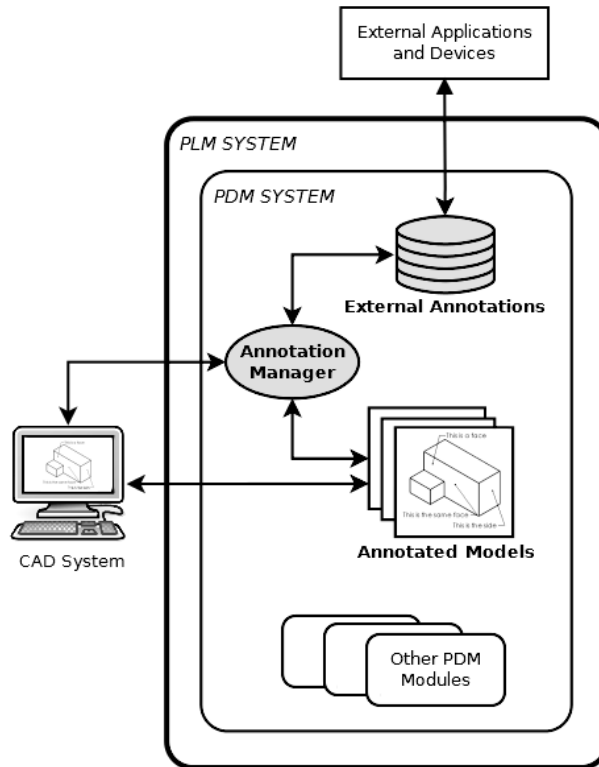 External Applications
and Devices
PLM SYSTEM
PDM SYSTEM
External Annotations
Annotation
Manager
This is a face
This is the same face
This is the side
Annotated Models
CAD System
Other PDM
Modules